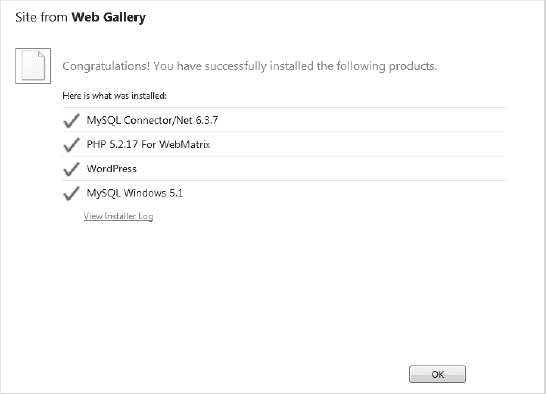 Site from Web Gallery
Congratulations! You have successfully installed the following products.
Here is what was installed:
MySQL Connector/Net 6.3.7
PHP 5.2.17 For WebMatrix
WordPress
MySQL Windows 5.1
View Installer Log
OK